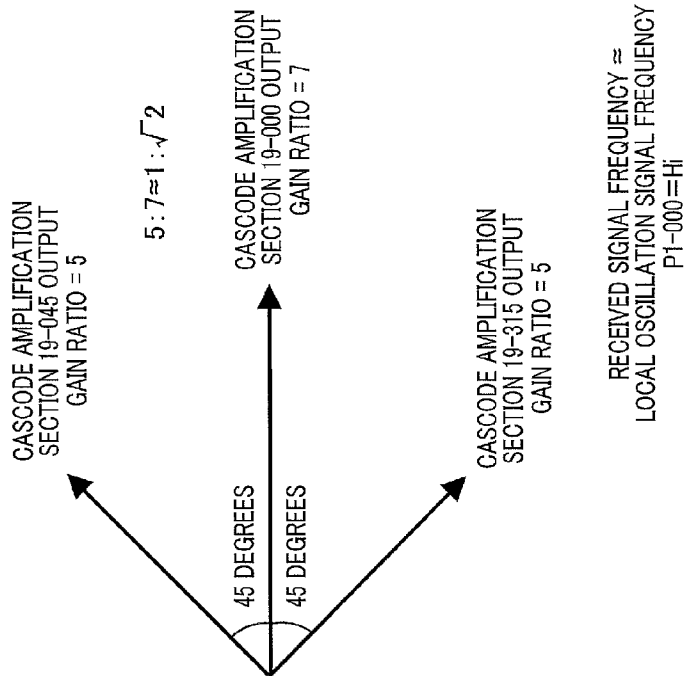 CASCODE AMPLIFICATION
SECTION 19-045 OUTPUT
GAIN RATIO = 5
5:7≈1:√2
CASCODE AMPLIFICATION
SECTION 19-000 OUTPUT
GAIN RATIO = 7
45 DEGREES
45 DEGREES
CASCODE AMPLIFICATION
SECTION 19-315 OUTPUT
GAIN RATIO = 5
RECEIVED SIGNAL FREQUENCY ≈
LOCAL OSCILLATION SIGNAL FREQUENCY
P1-000=Hi